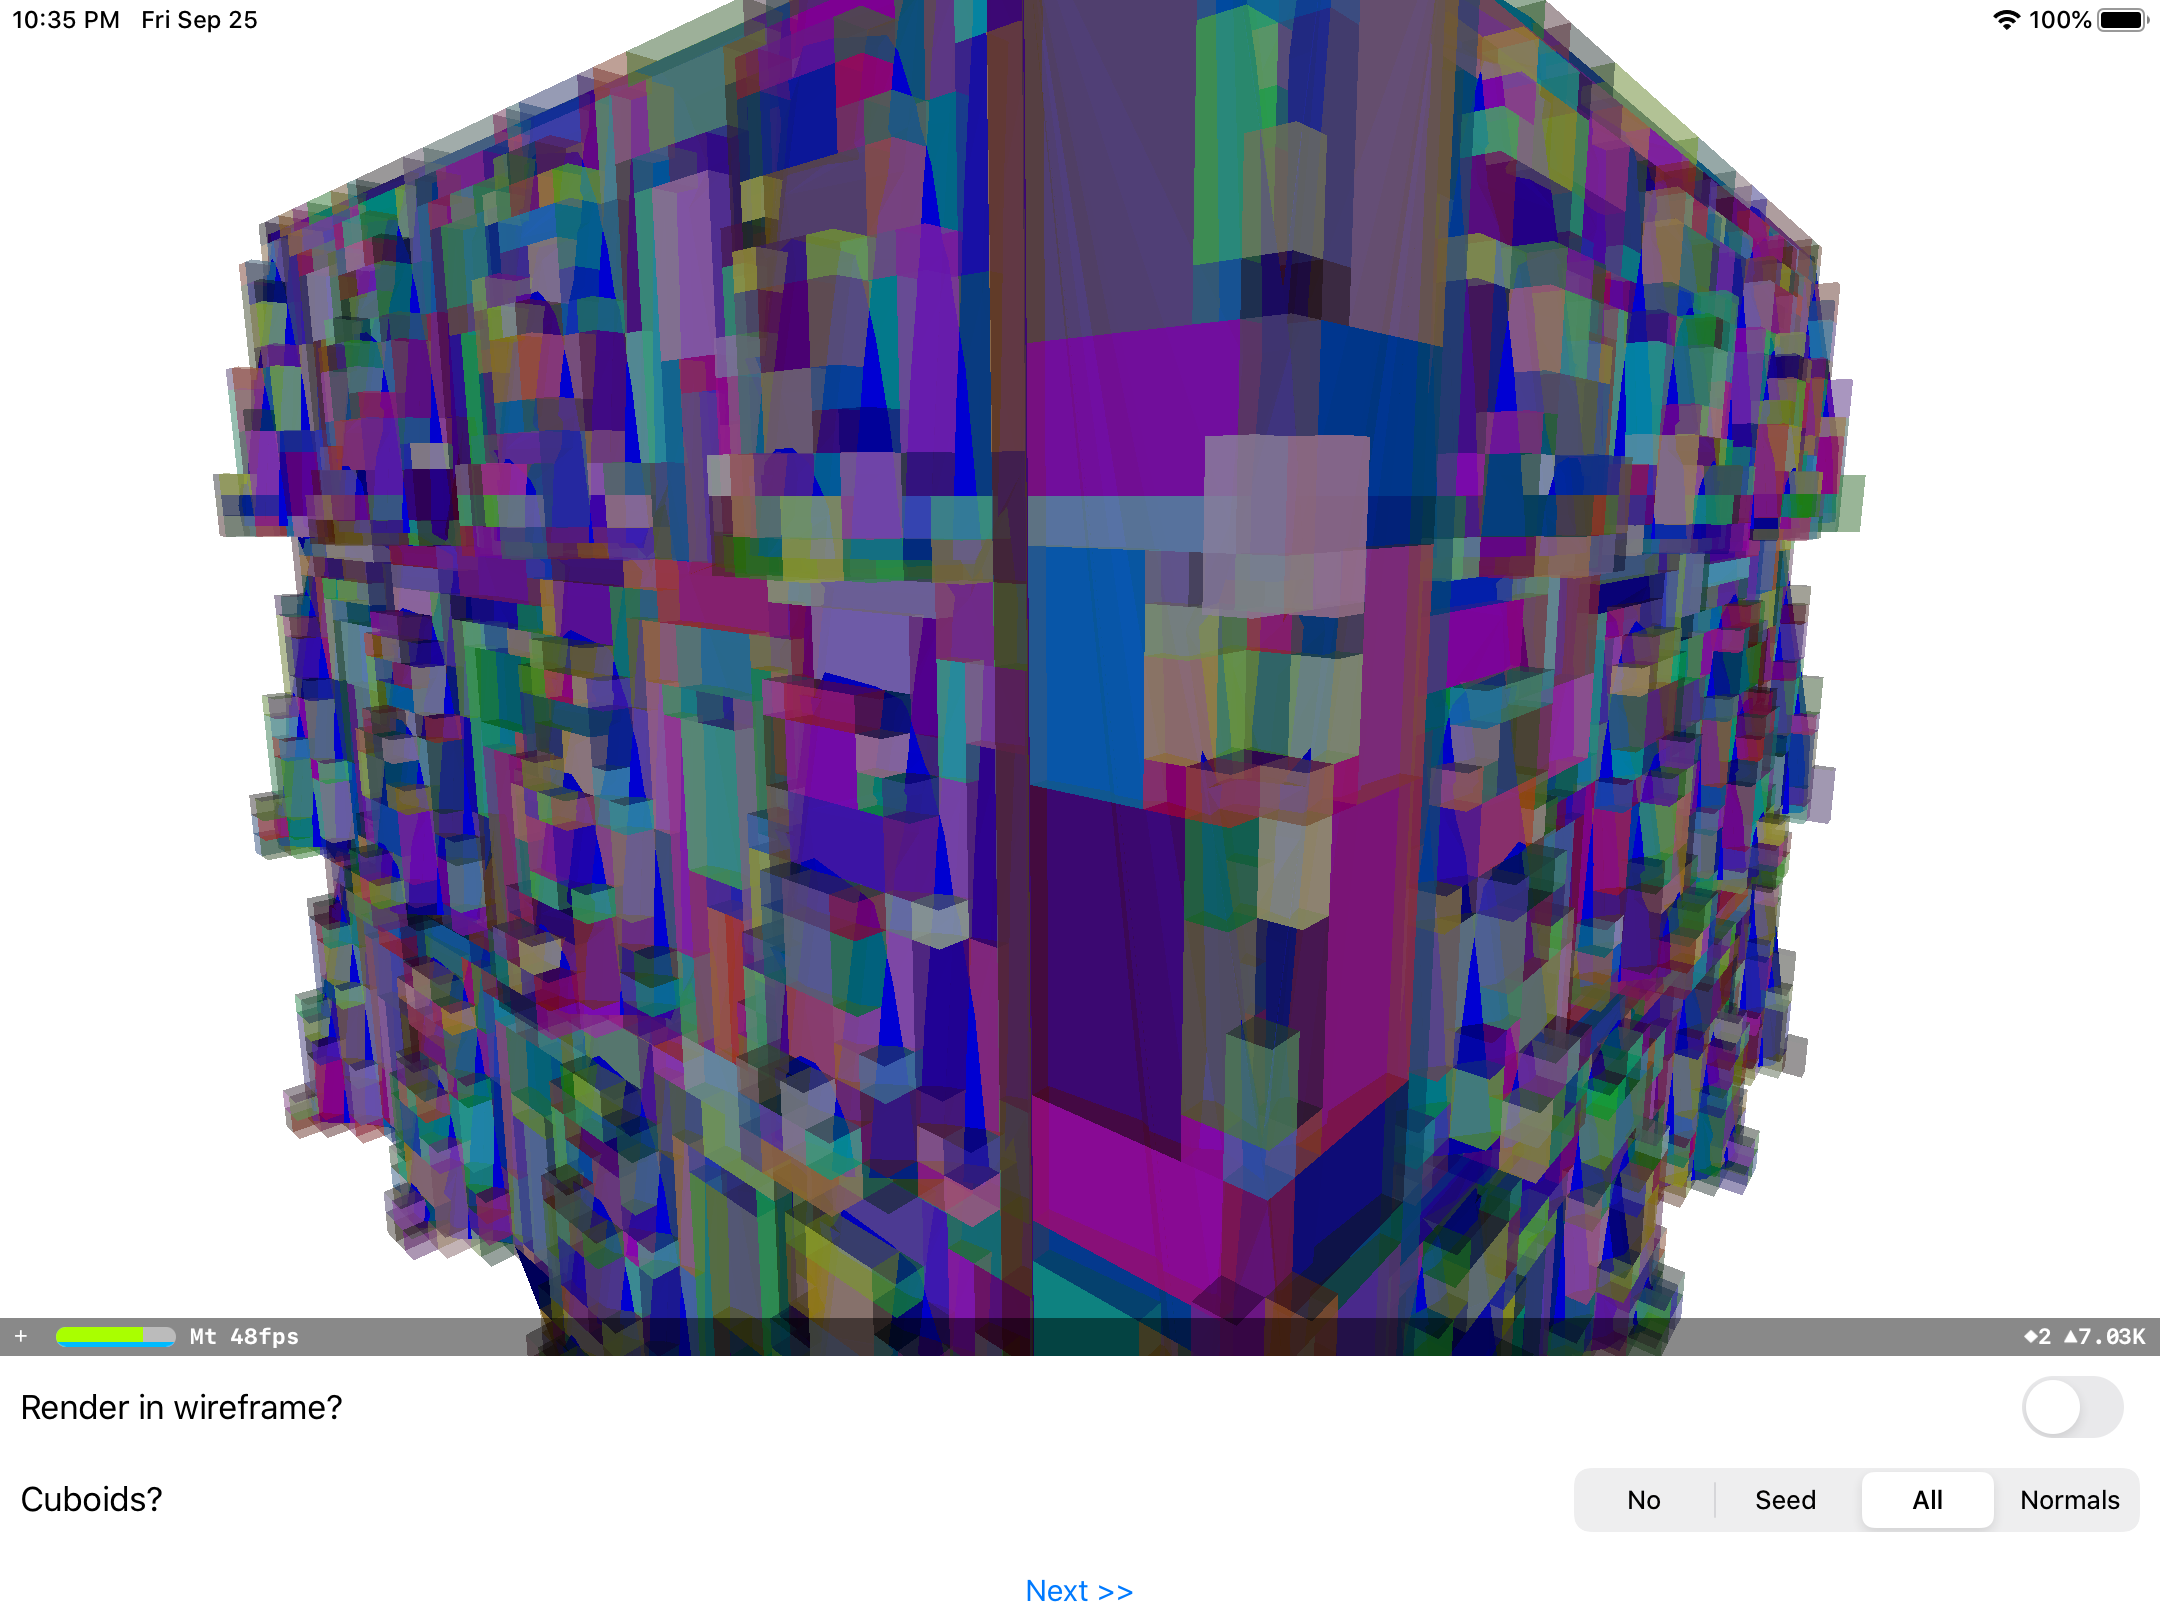 10:35 PM Fri Sep 25 100%
+ Mt 48fps ◆2 ▲7.03K
Render in wireframe?
Cuboids? No Seed All Normals
Next >>